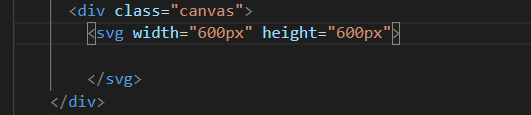 <div class="canvas">
<svg width="600px" height="600px">
</svg>
</div>